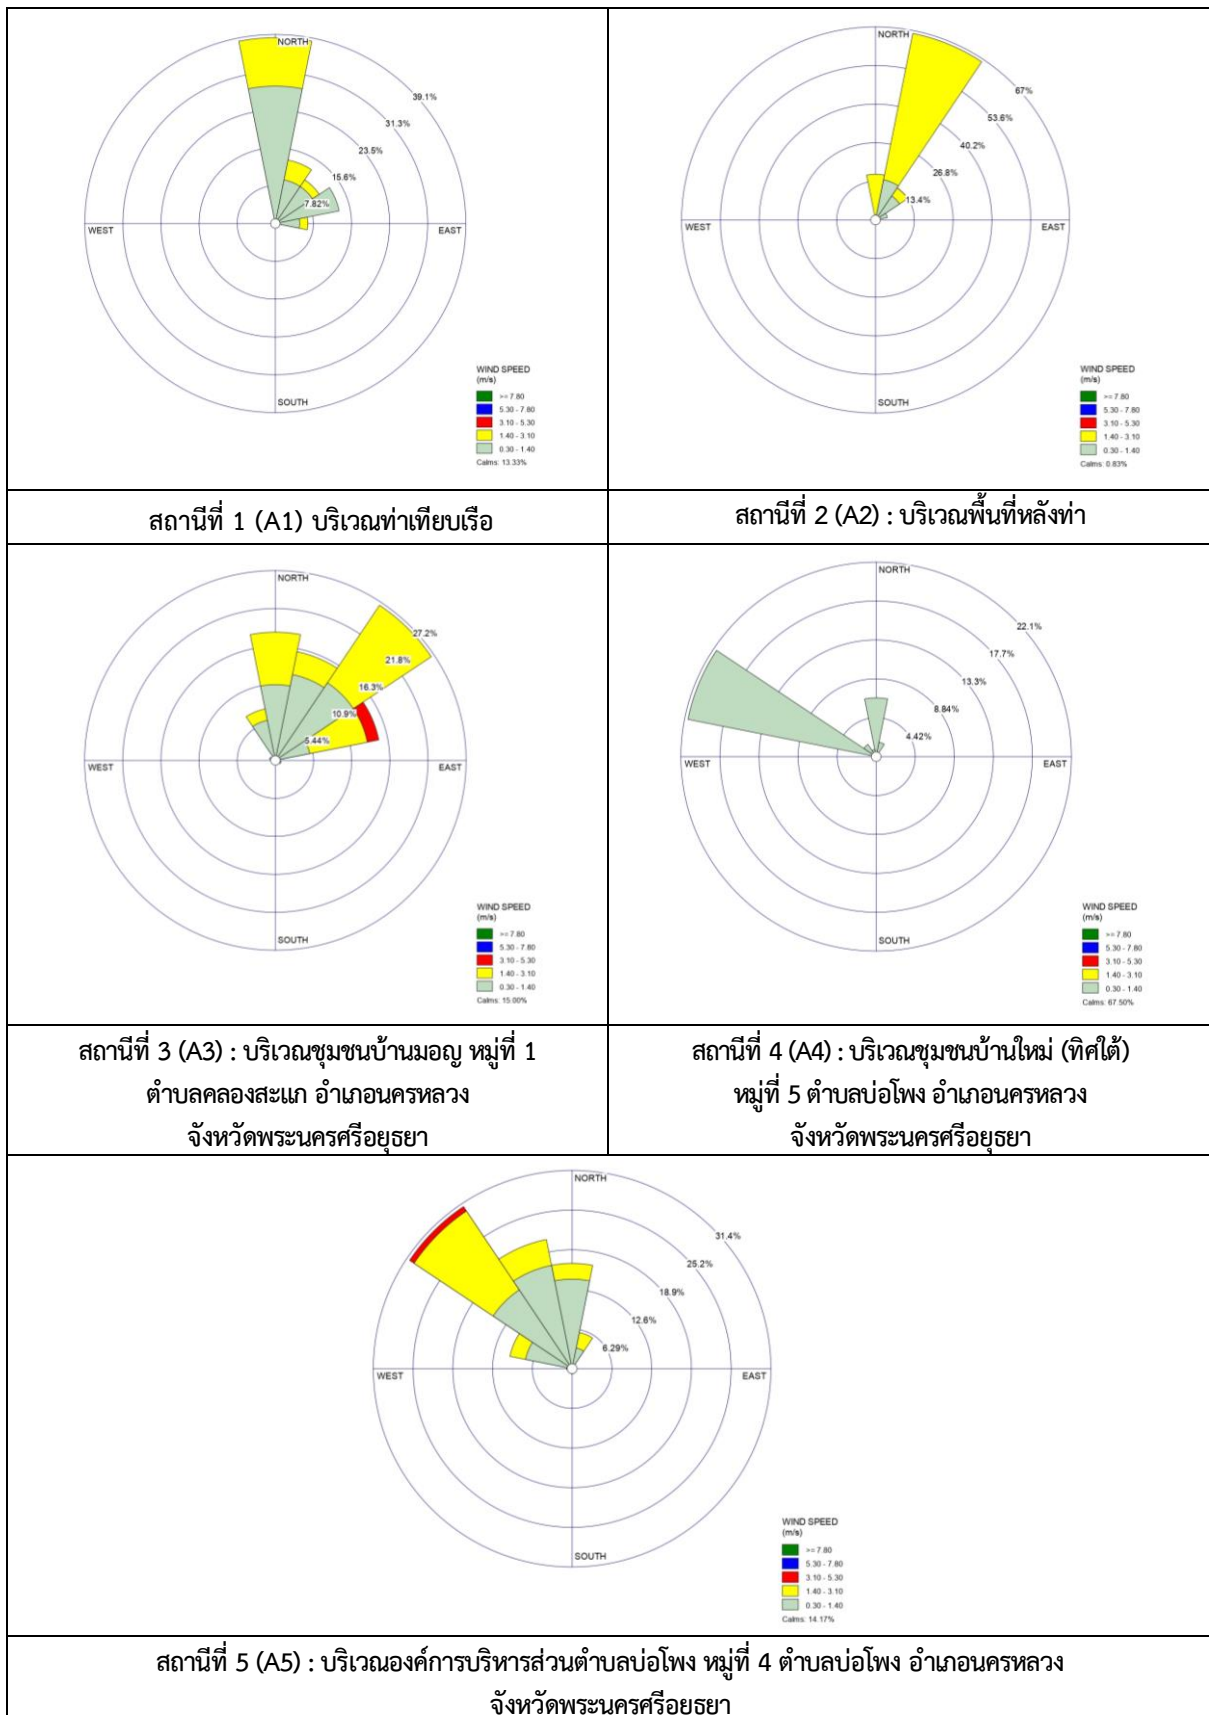 NORTH
39.1%
31.3%
23.5%
15.6%
7.82%
WEST
EAST
SOUTH
WIND SPEED
(m/s)
>= 7.80
5.30 - 7.80
3.10 - 5.30
1.40 - 3.10
0.30 - 1.40
Calms: 13.33%
สถานีที่ 1 (A1) บริเวณท่าเทียบเรือ
NORTH
67%
53.6%
40.2%
26.8%
13.4%
WEST
EAST
SOUTH
WIND SPEED
(m/s)
>= 7.80
5.30 - 7.80
3.10 - 5.30
1.40 - 3.10
0.30 - 1.40
Calms: 0.83%
สถานีที่ 2 (A2) : บริเวณพื้นที่หลังท่า
NORTH
27.2%
21.8%
16.3%
10.9%
5.44%
WEST
EAST
SOUTH
WIND SPEED
(m/s)
>= 7.80
5.30 - 7.80
3.10 - 5.30
1.40 - 3.10
0.30 - 1.40
Calms: 15.00%
สถานีที่ 3 (A3) : บริเวณชุมชนบ้านมอญ หมู่ที่ 1
ตำบลคลองสะแก อำเภอนครหลวง
จังหวัดพระนครศรีอยุธยา
NORTH
22.1%
17.7%
13.3%
8.84%
4.42%
WEST
EAST
SOUTH
WIND SPEED
(m/s)
>= 7.80
5.30 - 7.80
3.10 - 5.30
1.40 - 3.10
0.30 - 1.40
Calms: 67.50%
สถานีที่ 4 (A4) : บริเวณชุมชนบ้านใหม่ (ทิศใต้)
หมู่ที่ 5 ตำบลบ่อโพง อำเภอนครหลวง
จังหวัดพระนครศรีอยุธยา
NORTH
31.4%
25.2%
18.9%
12.6%
6.29%
WEST
EAST
SOUTH
WIND SPEED
(m/s)
>= 7.80
5.30 - 7.80
3.10 - 5.30
1.40 - 3.10
0.30 - 1.40
Calms: 14.17%
สถานีที่ 5 (A5) : บริเวณองค์การบริหารส่วนตำบลบ่อโพง หมู่ที่ 4 ตำบลบ่อโพง อำเภอนครหลวง
จังหวัดพระนครศรีอยุธยา